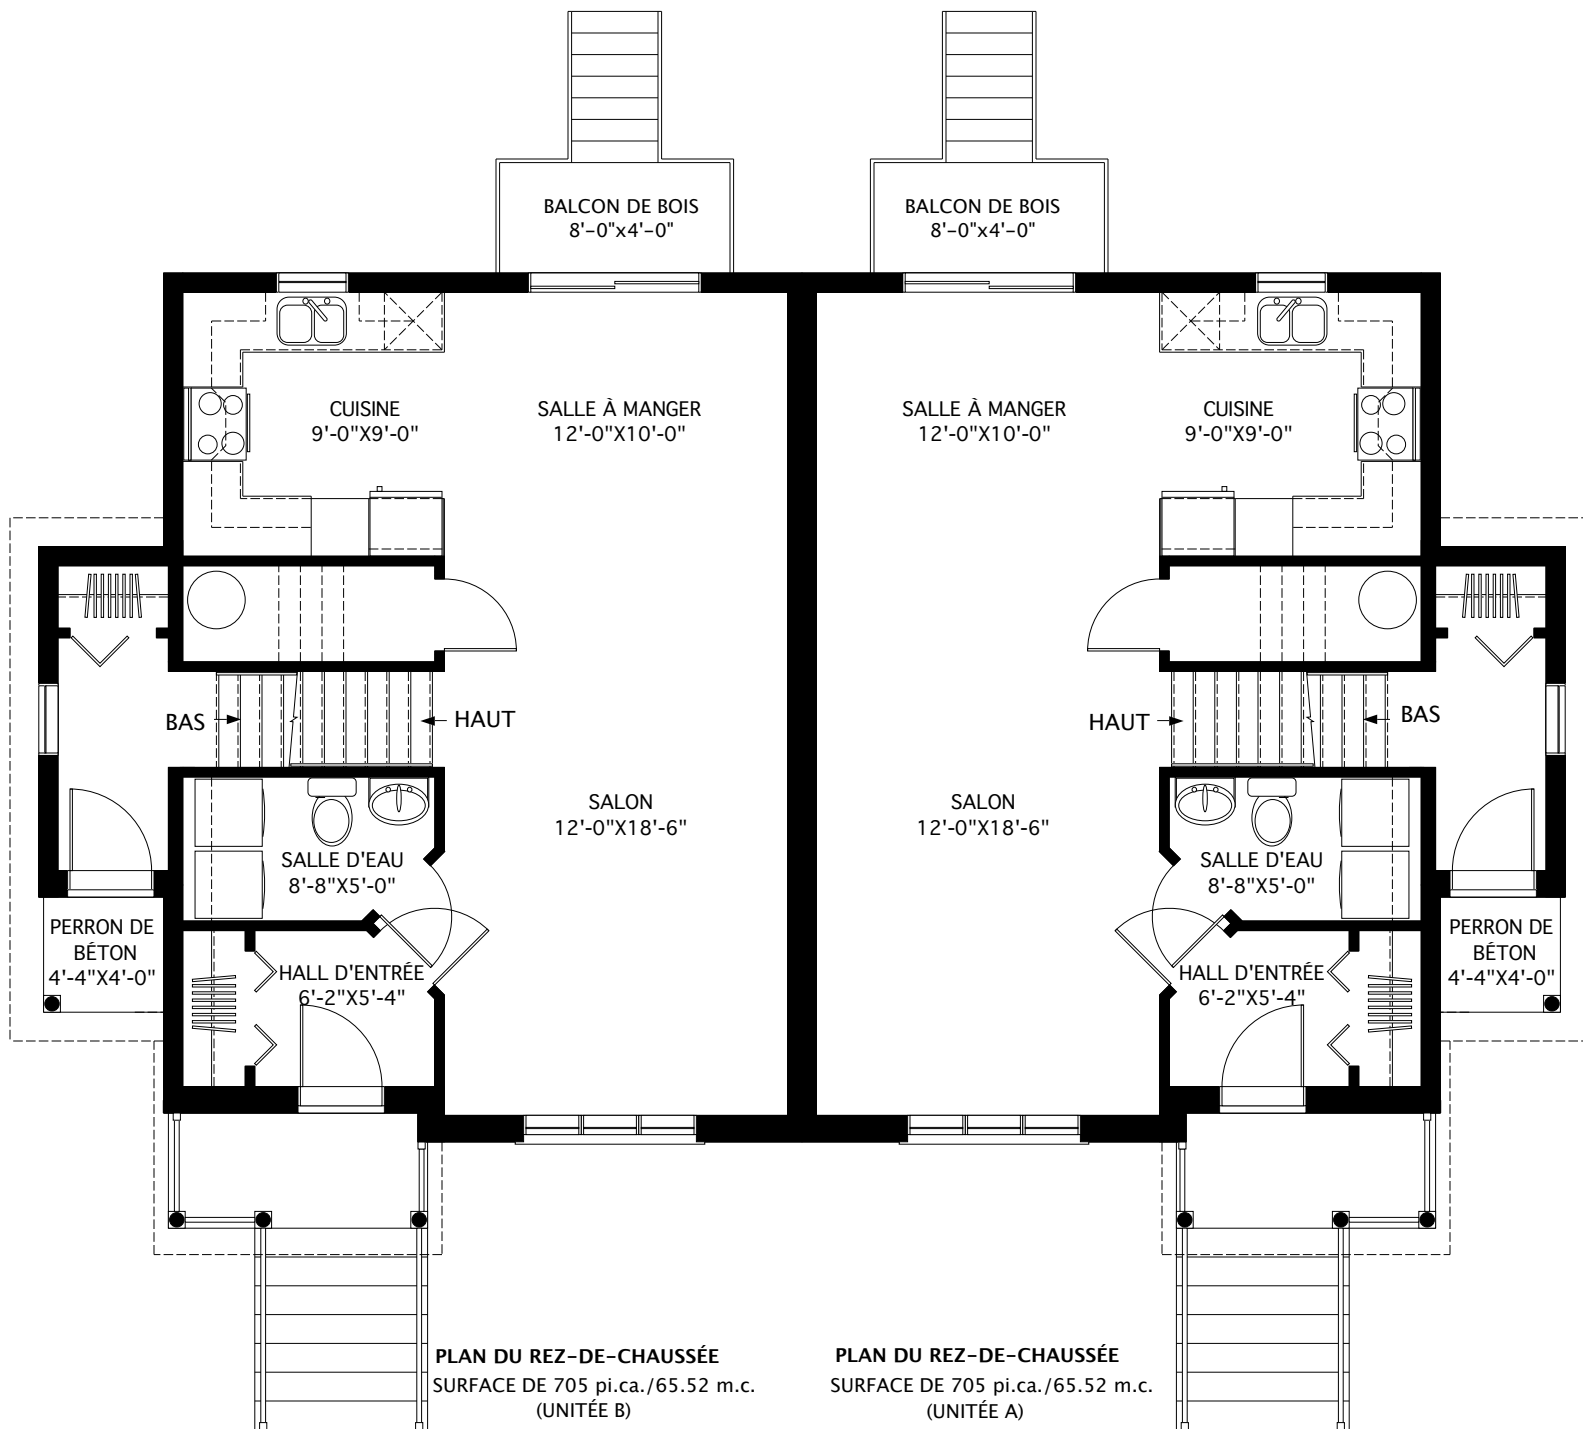 BALCON DE BOIS
8'-0"x4'-0"
BALCON DE BOIS
8'-0"x4'-0"
CUISINE
9'-0"X9'-0"
SALLE À MANGER
12'-0"X10'-0"
SALLE À MANGER
12'-0"X10'-0"
CUISINE
9'-0"X9'-0"
BAS
HAUT
HAUT
BAS
SALON
12'-0"X18'-6"
SALON
12'-0"X18'-6"
SALLE D'EAU
8'-8"X5'-0"
SALLE D'EAU
8'-8"X5'-0"
PERRON DE
BÉTON
4'-4"X4'-0"
HALL D'ENTRÉE
6'-2"X5'-4"
HALL D'ENTRÉE
6'-2"X5'-4"
PERRON DE
BÉTON
4'-4"X4'-0"
PLAN DU REZ-DE-CHAUSSÉE
SURFACE DE 705 pi.ca./65.52 m.c.
(UNITÉE B)
PLAN DU REZ-DE-CHAUSSÉE
SURFACE DE 705 pi.ca./65.52 m.c.
(UNITÉE A)